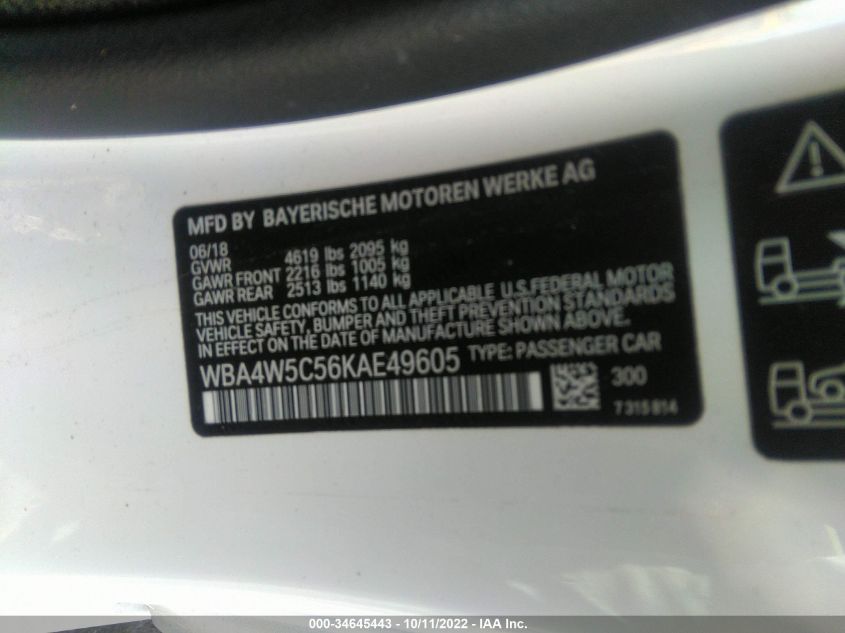 MFD BY BAYERISCHE MOTOREN WERKE AG
06/18
GVWR 4619 lbs 2095 kg
GAWR FRONT 2216 lbs 1005 kg
GAWR REAR 2513 lbs 1140 kg
THIS VEHICLE CONFORMS TO ALL APPLICABLE U.S. FEDERAL MOTOR
VEHICLE SAFETY, BUMPER AND THEFT PREVENTION STANDARDS
IN EFFECT ON THE DATE OF MANUFACTURE SHOWN ABOVE.
WBA4W5C56KAE49605 TYPE: PASSENGER CAR
300
7 315 814
000-34645443 - 10/11/2022 - IAA Inc.